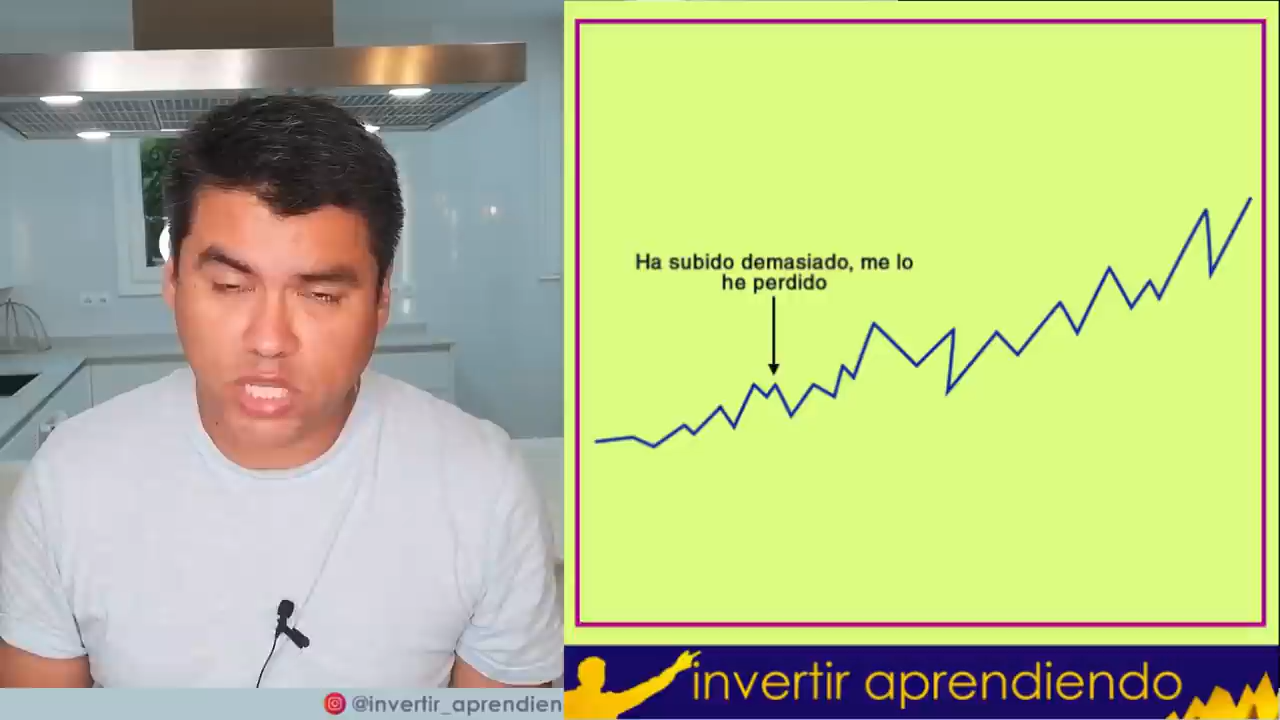 Ha subido demasiado, me lo
he perdido
@invertir_aprendien
invertir aprendiendo